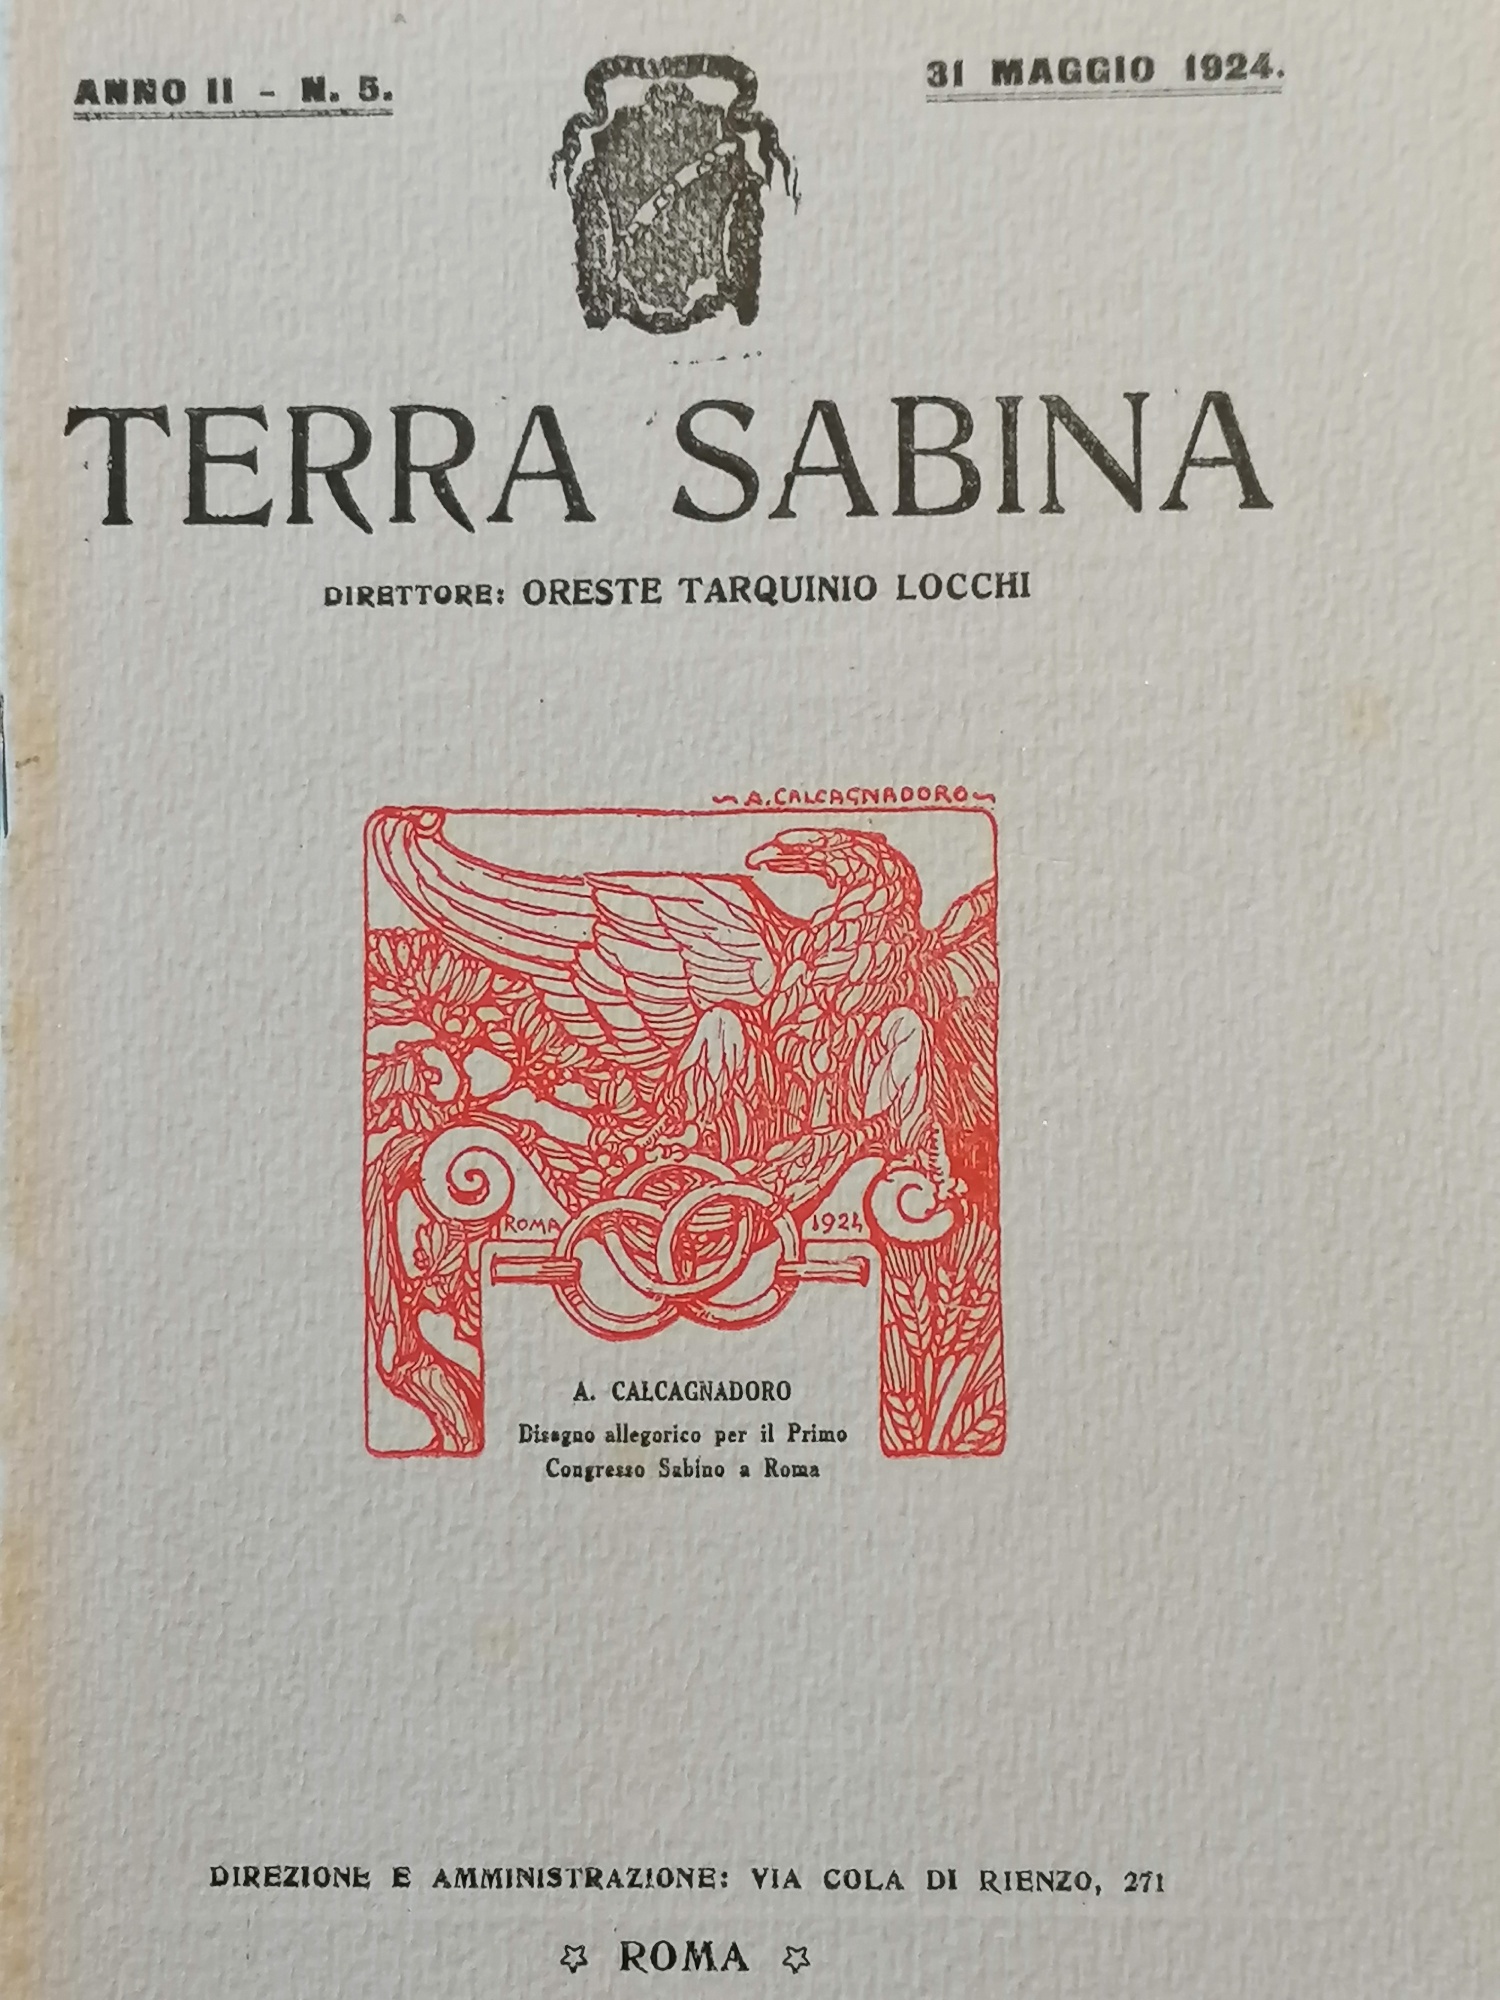 ANNO II - N. 5.
31 MAGGIO 1924.
TERRA SABINA
DIRETTORE: ORESTE TARQUINIO LOCCHI
A. CALCAGNADORO
ROMA
1924
A. CALCAGNADORO
Disegno allegorico per il Primo
Congresso Sabino a Roma
DIREZIONE E AMMINISTRAZIONE: VIA COLA DI RIENZO, 271
☆ ROMA ☆